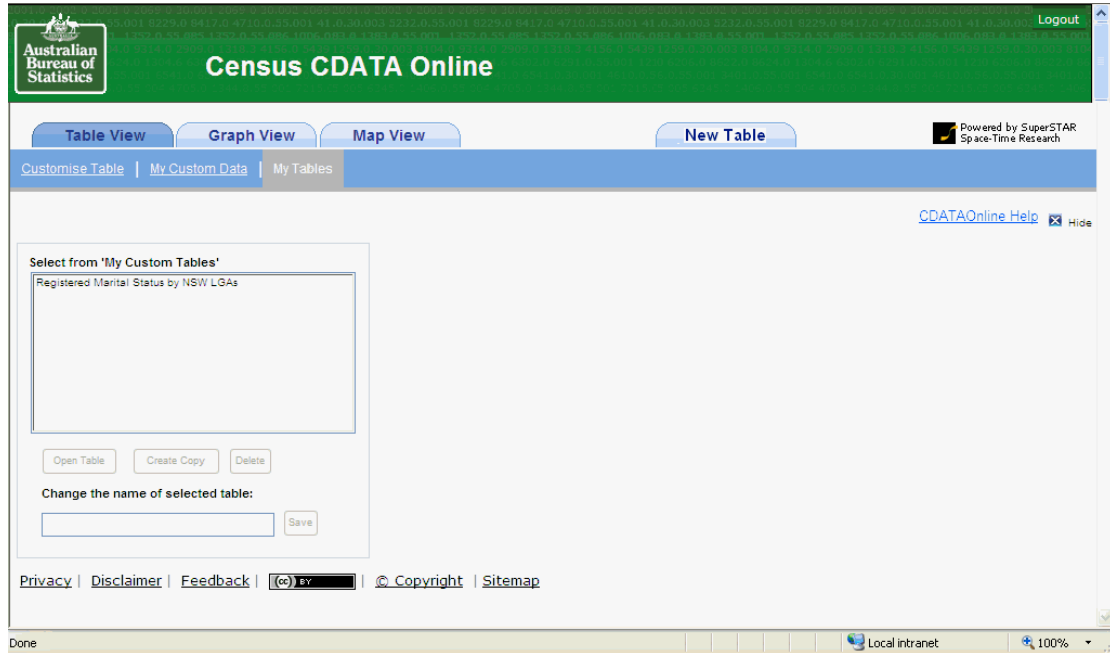 Logout
Australian
Bureau of
Statistics
Census CDATA Online
Table View
Graph View
Map View
New Table
Powered by SuperSTAR
Space-Time Research
Customise Table | My Custom Data | My Tables
CDATAOnline Help
Hide
Select from 'My Custom Tables'
Registered Marital Status by NSW LGAs
Open Table
Create Copy
Delete
Change the name of selected table:
Save
Privacy | Disclaimer | Feedback | (cc) BY | © Copyright | Sitemap
Done
Local intranet
100%